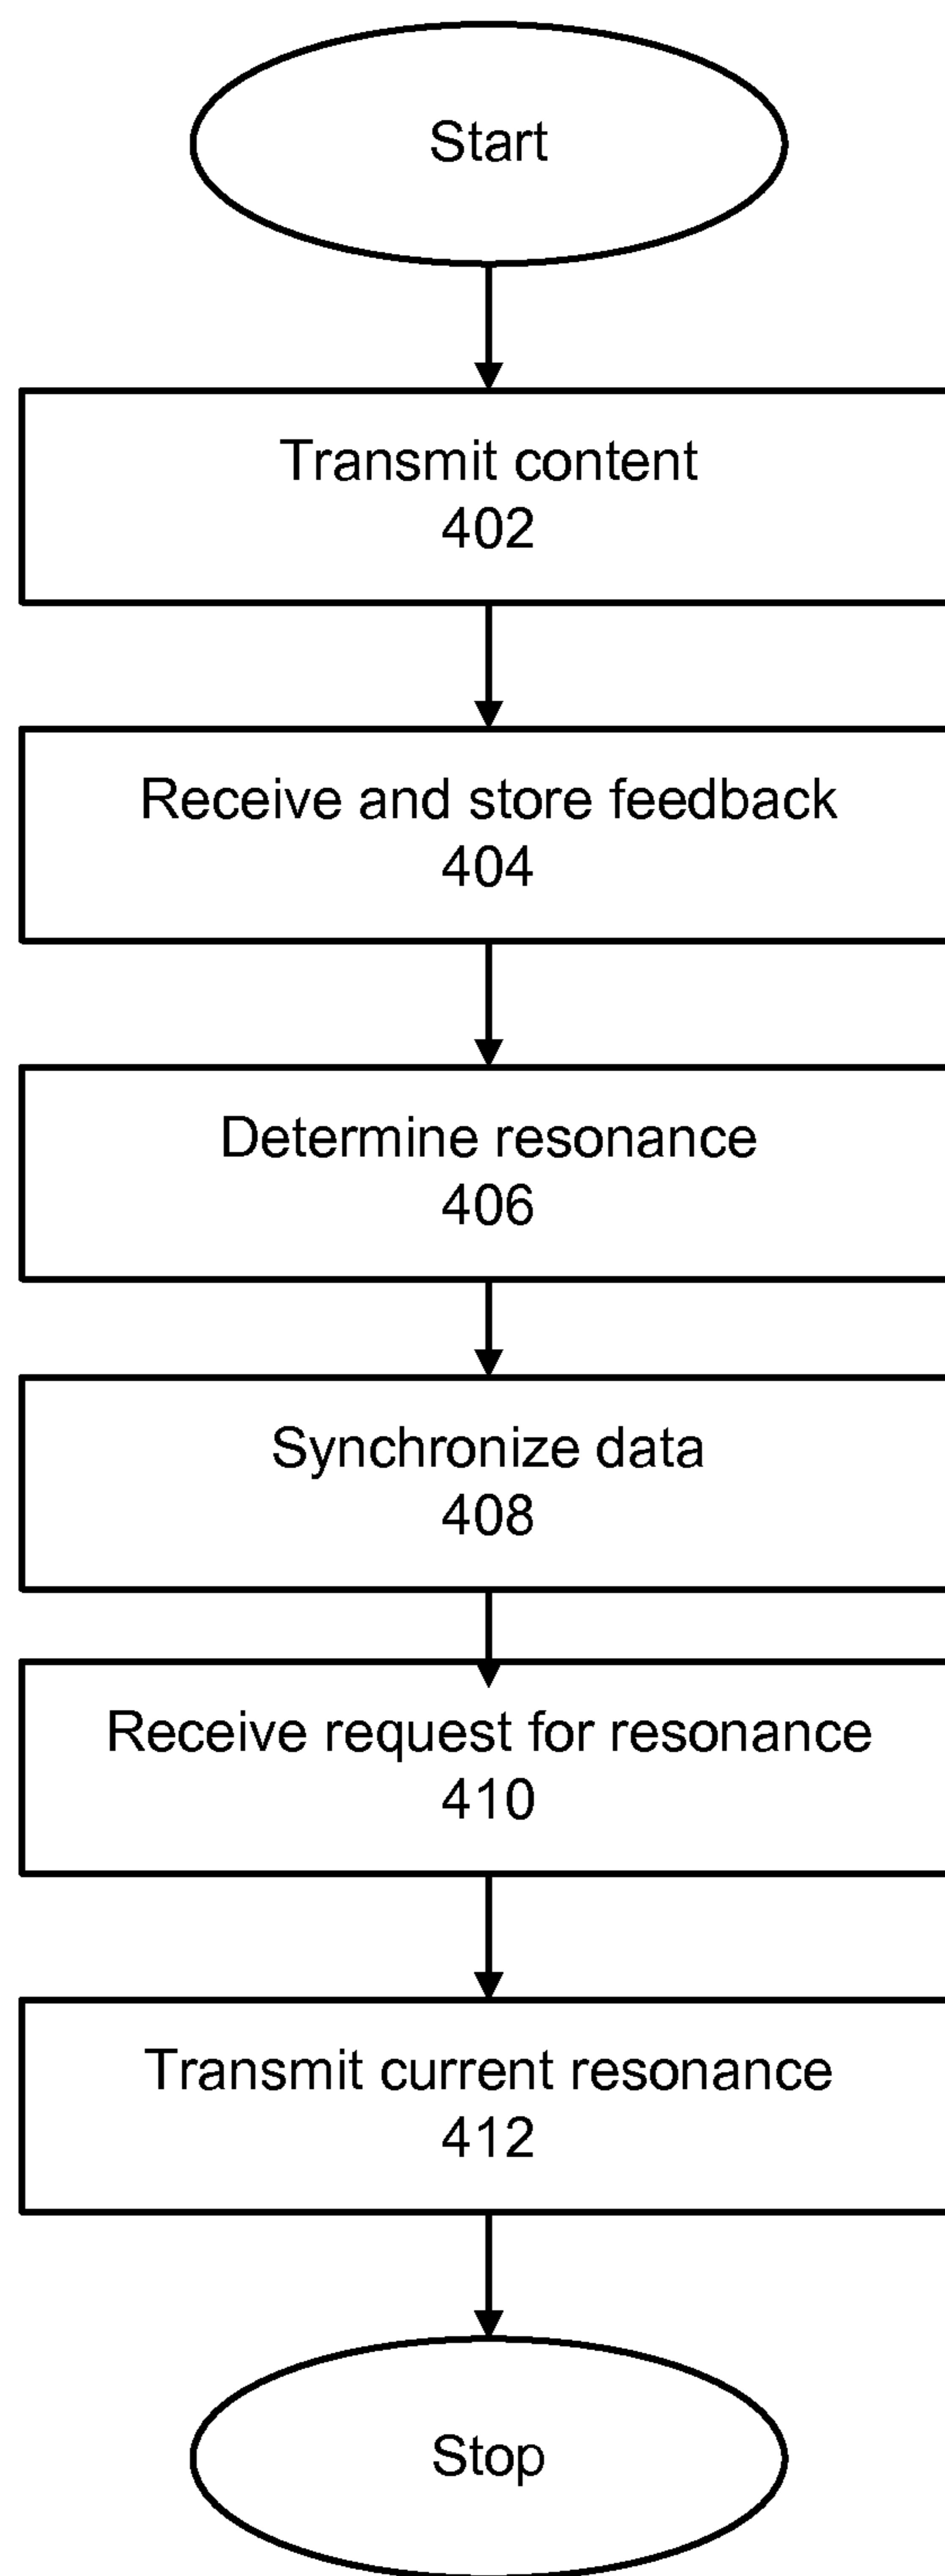 Start
Transmit content
402
Receive and store feedback
404
Determine resonance
406
Synchronize data
408
Receive request for resonance
410
Transmit current resonance
412
Stop